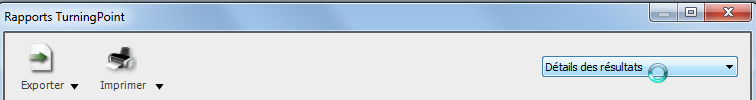 Rapports TurningPoint
Détails des résultats
Exporter
Imprimer